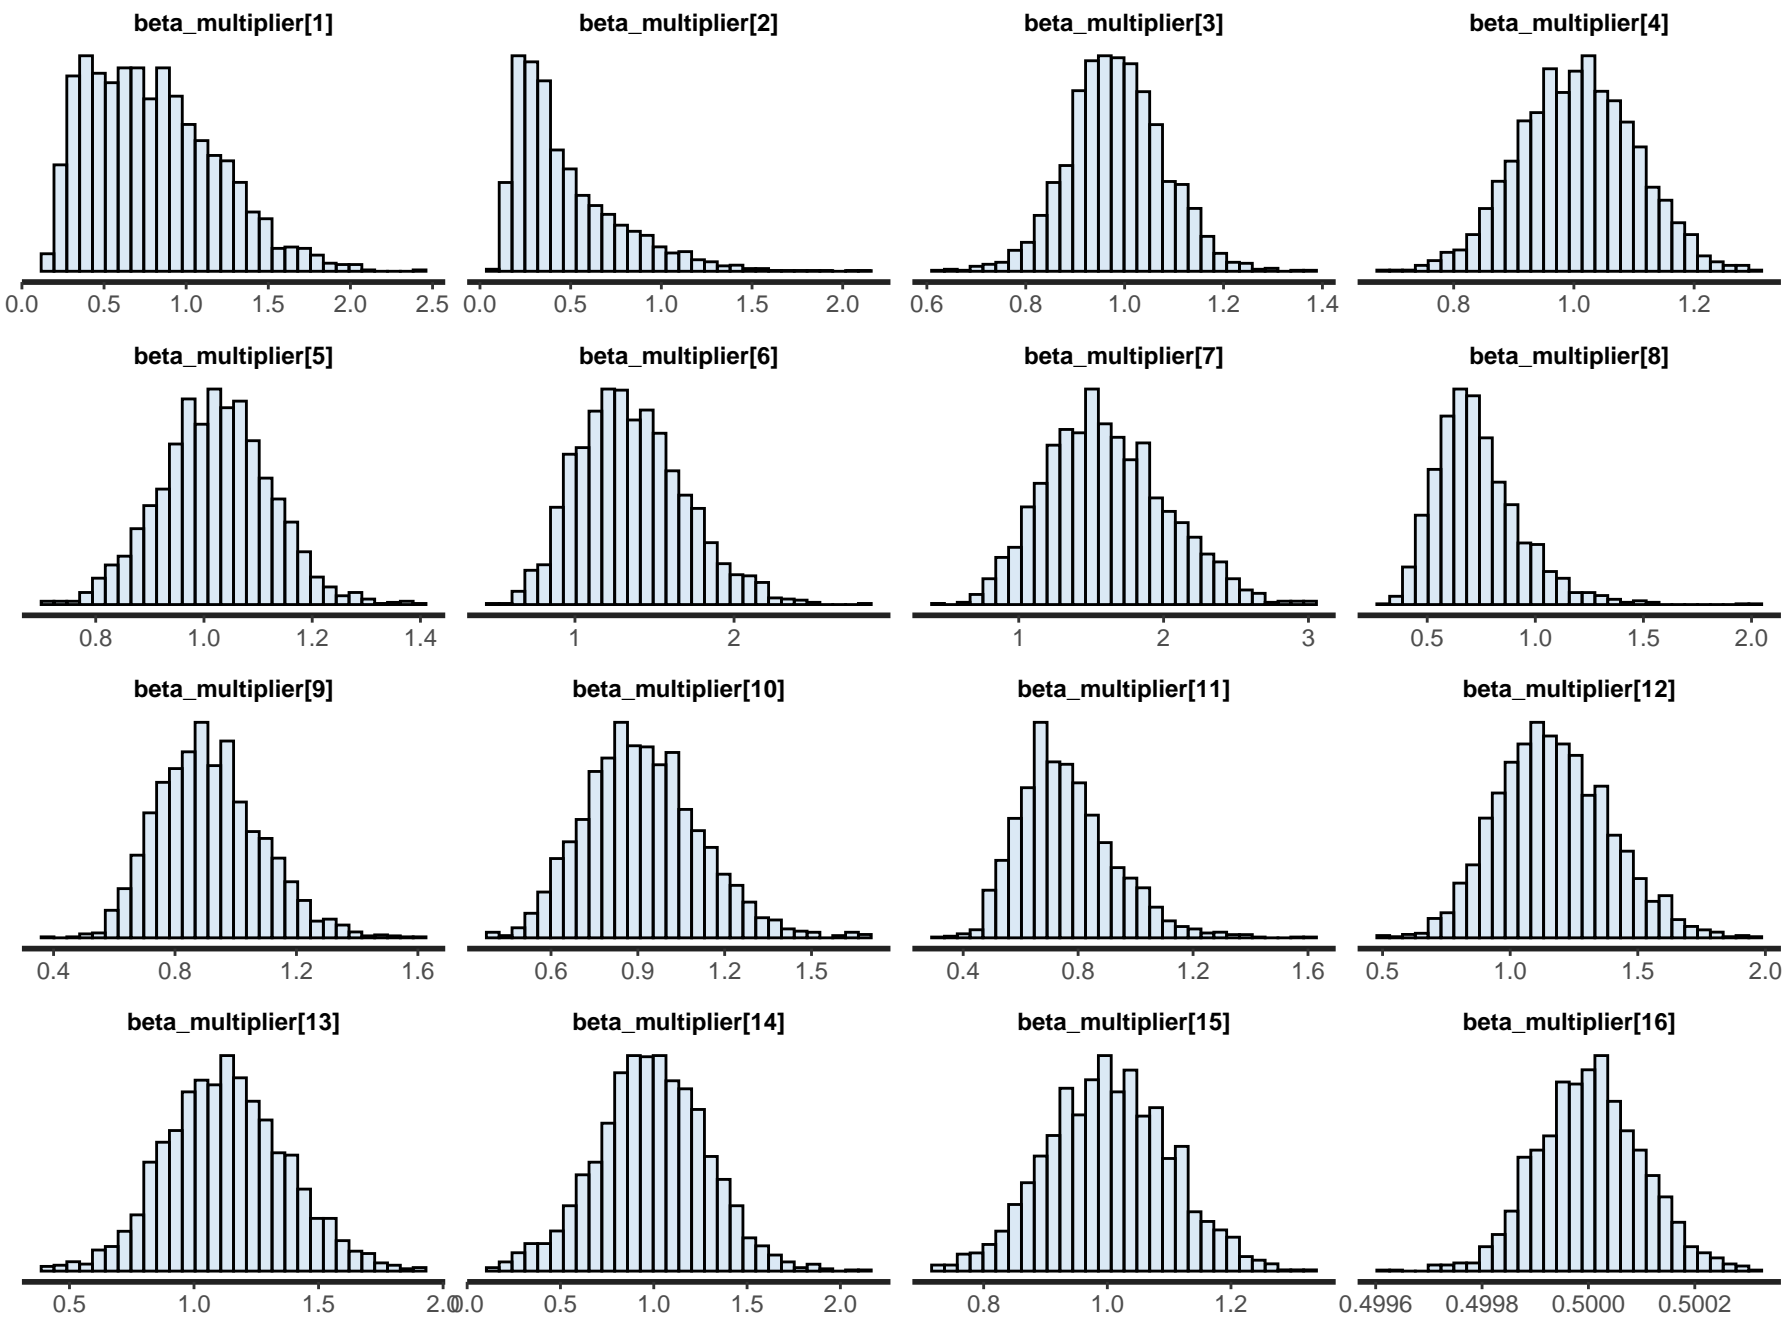 beta_multiplier[1] beta_multiplier[2] beta_multiplier[3] beta_multiplier[4]
0.0 0.5 1.0 1.5 2.0 2.5 0.0 0.5 1.0 1.5 2.0 0.6 0.8 1.0 1.2 1.4 0.8 1.0 1.2
beta_multiplier[5] beta_multiplier[6] beta_multiplier[7] beta_multiplier[8]
0.8 1.0 1.2 1.4 1 2 1 2 3 0.5 1.0 1.5 2.0
beta_multiplier[9] beta_multiplier[10] beta_multiplier[11] beta_multiplier[12]
0.4 0.8 1.2 1.6 0.6 0.9 1.2 1.5 0.4 0.8 1.2 1.6 0.5 1.0 1.5 2.0
beta_multiplier[13] beta_multiplier[14] beta_multiplier[15] beta_multiplier[16]
0.5 1.0 1.5 2.0 0.0 0.5 1.0 1.5 2.0 0.8 1.0 1.2 0.4996 0.4998 0.5000 0.5002